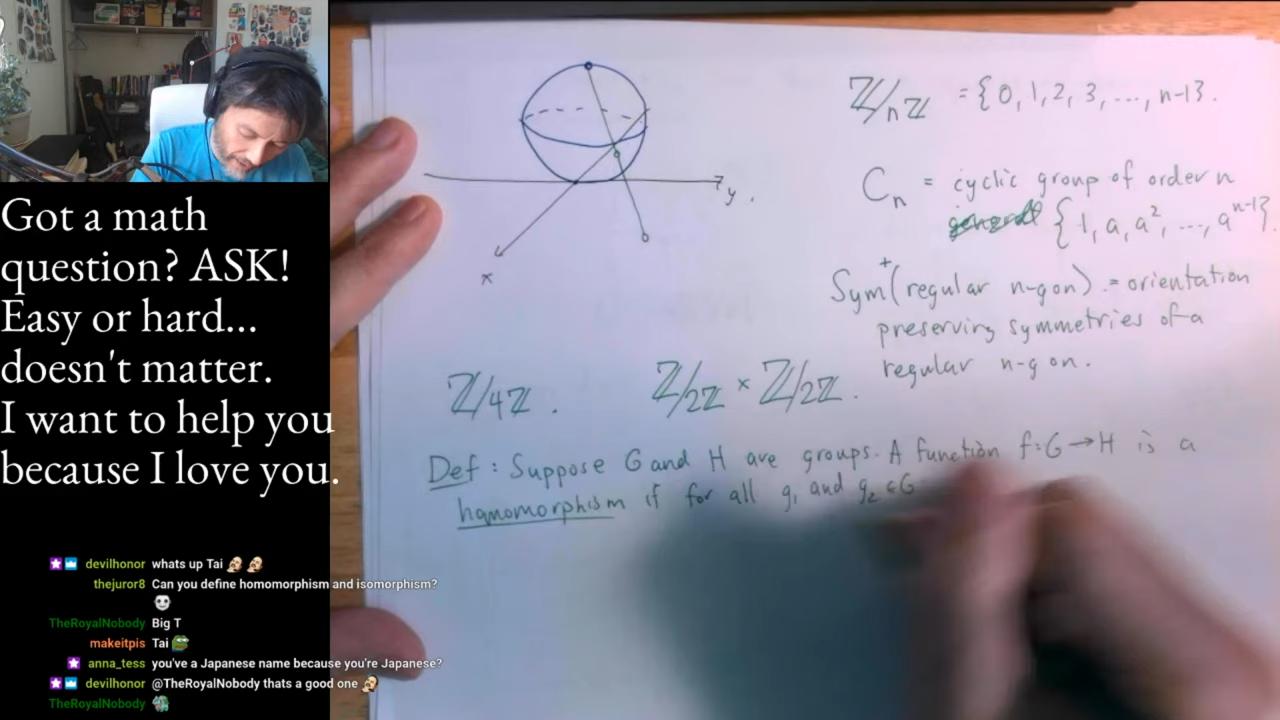 Got a math
question? ASK!
Easy or hard...
doesn't matter.
I want to help you
because I love you.
devilhonor whats up Tai
thejuror8 Can you define homomorphism and isomorphism?
TheRoyalNobody Big T
makeitpis Tai
anna_tess you've a Japanese name because you're Japanese?
devilhonor @TheRoyalNobody thats a good one
TheRoyalNobody
y.
x
ℤ/nℤ = {0, 1, 2, 3, ..., n-1}.
Cn = cyclic group of order n
general {1, a, a², ..., aⁿ⁻¹}.
Sym⁺(regular n-gon) = orientation
preserving symmetries of a
regular n-gon.
ℤ/4ℤ. ℤ/2ℤ × ℤ/2ℤ.
Def: Suppose G and H are groups. A function f: G → H is a
homomorphism if for all g₁ and g₂ ∈ G